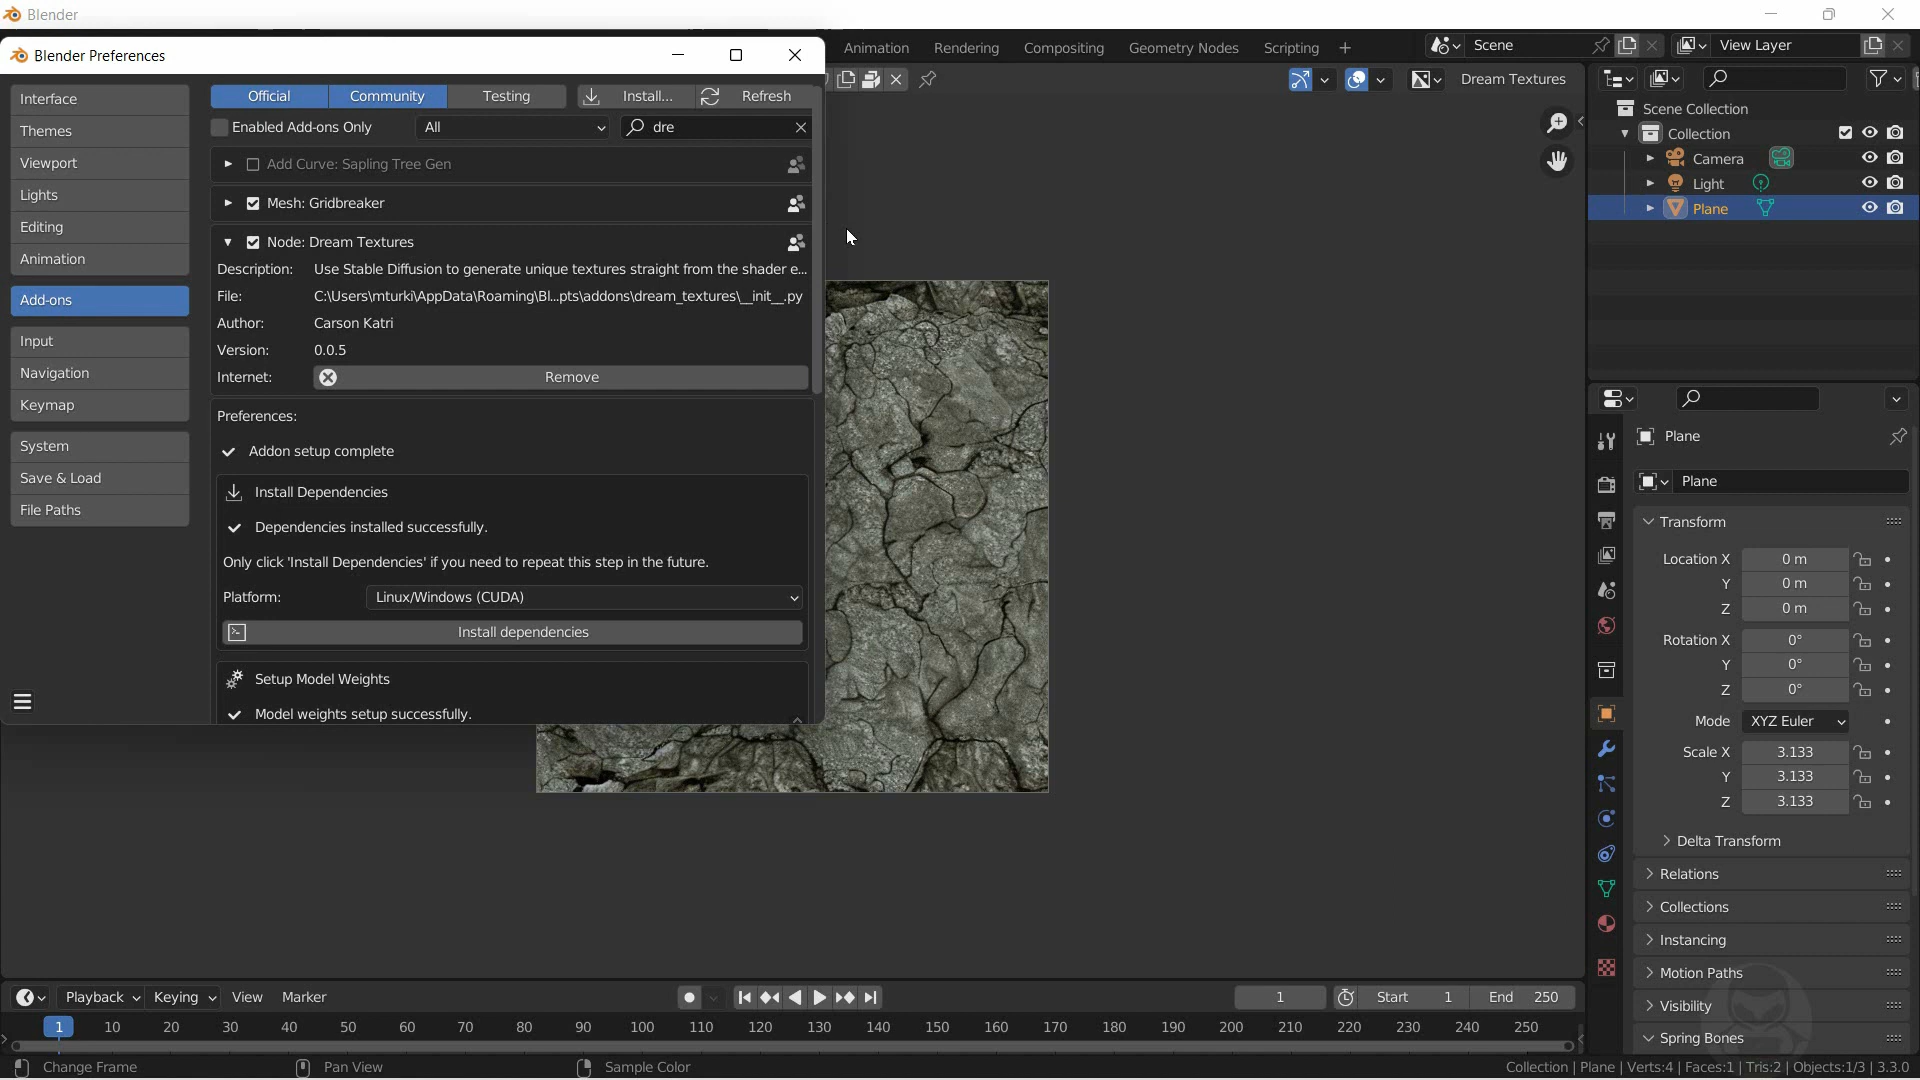 Blender
Blender Preferences
Animation Rendering Compositing Geometry Nodes Scripting +
Scene
View Layer
Interface
Themes
Viewport
Lights
Editing
Animation
Add-ons
Input
Navigation
Keymap
System
Save & Load
File Paths
Official Community Testing Install... Refresh
Enabled Add-ons Only All dre
Add Curve: Sapling Tree Gen
Mesh: Gridbreaker
Node: Dream Textures
Description: Use Stable Diffusion to generate unique textures straight from the shader e...
File: C:\Users\mturki\AppData\Roaming\Bl...pts\addons\dream_textures\__init__.py
Author: Carson Katri
Version: 0.0.5
Internet: Remove
Preferences:
Addon setup complete
Install Dependencies
Dependencies installed successfully.
Only click 'Install Dependencies' if you need to repeat this step in the future.
Platform: Linux/Windows (CUDA)
Install dependencies
Setup Model Weights
Model weights setup successfully.
Dream Textures
Scene Collection
Collection
Camera
Light
Plane
Plane
Plane
Transform
Location X 0 m
Y 0 m
Z 0 m
Rotation X 0°
Y 0°
Z 0°
Mode XYZ Euler
Scale X 3.133
Y 3.133
Z 3.133
Delta Transform
Relations
Collections
Instancing
Motion Paths
Visibility
Spring Bones
Playback Keying View Marker
1 Start 1 End 250
1 10 20 30 40 50 60 70 80 90 100 110 120 130 140 150 160 170 180 190 200 210 220 230 240 250
Change Frame Pan View Sample Color
Collection | Plane | Verts:4 | Faces:1 | Tris:2 | Objects:1/3 | 3.3.0